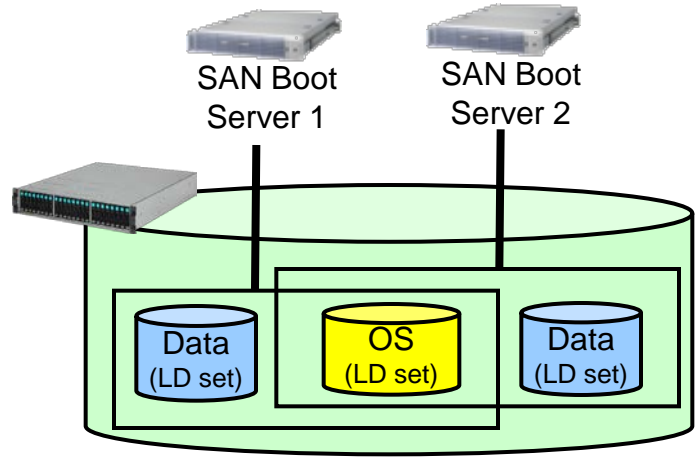 SAN Boot
Server 1
SAN Boot
Server 2
Data
(LD set)
OS
(LD set)
Data
(LD set)